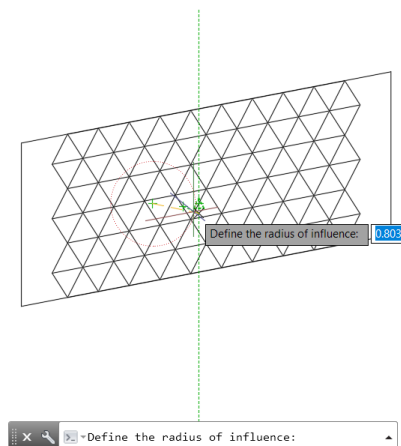 Define the radius of influence: 0.803
Define the radius of influence: